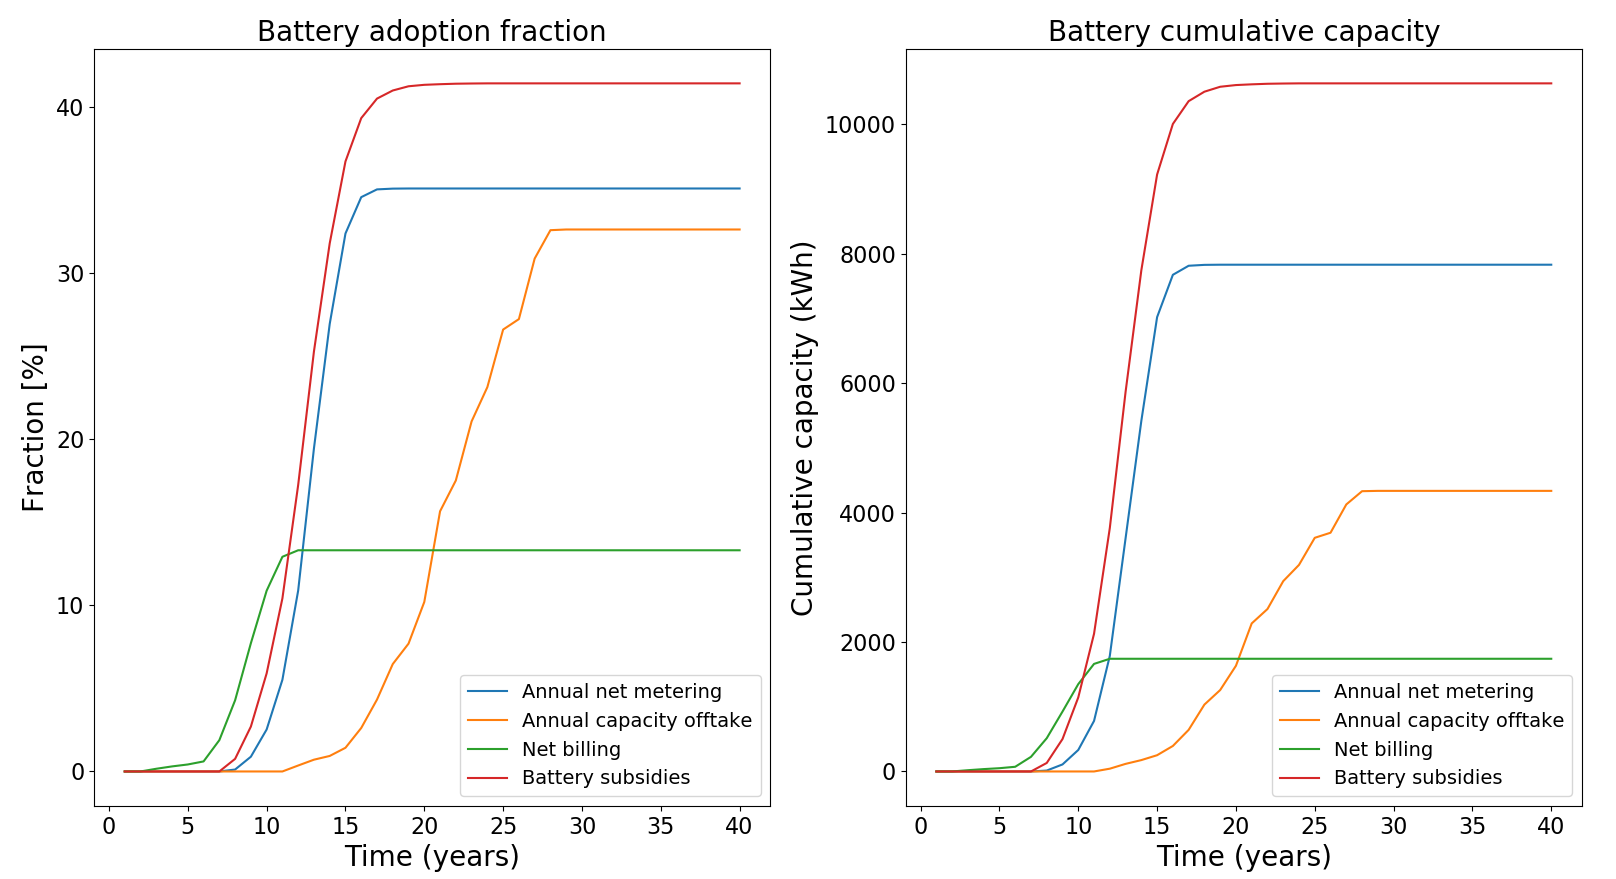 Battery adoption fraction
Fraction [%]
40
30
20
10
0
0 5 10 15 20 25 30 35 40
Time (years)
Annual net metering
Annual capacity offtake
Net billing
Battery subsidies
Battery cumulative capacity
Cumulative capacity (kWh)
10000
8000
6000
4000
2000
0
0 5 10 15 20 25 30 35 40
Time (years)
Annual net metering
Annual capacity offtake
Net billing
Battery subsidies